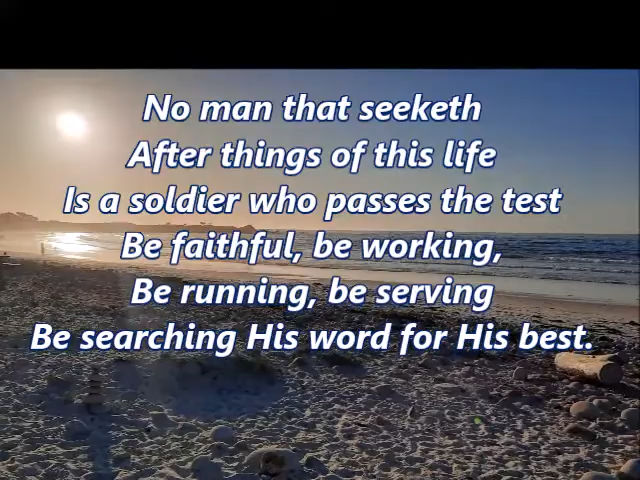 No man that seeketh
After things of this life
Is a soldier who passes the test
Be faithful, be working,
Be running, be serving
Be searching His word for His best.